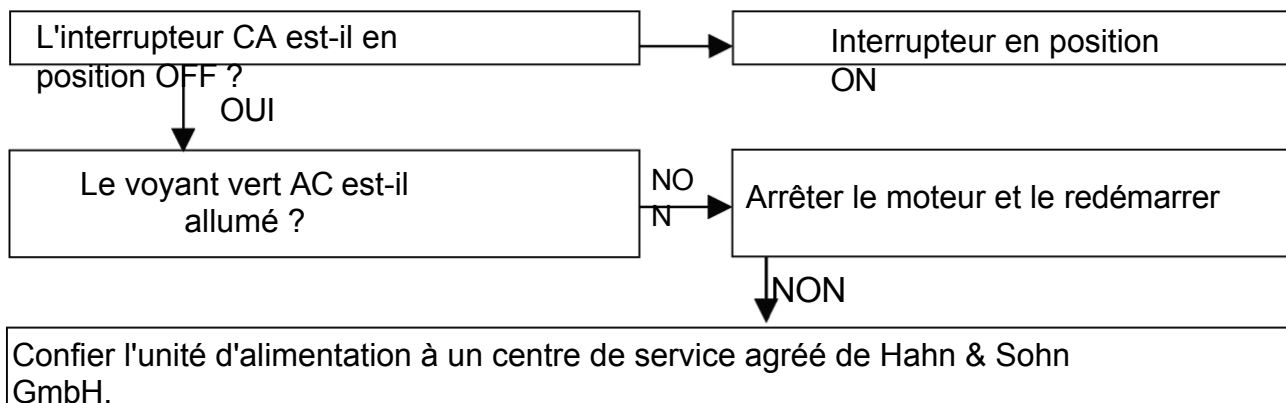 L'interrupteur CA est-il en
position OFF ?
Interrupteur en position
ON
OUI
Le voyant vert AC est-il
allumé ?
NO
N
Arrêter le moteur et le redémarrer
NON
Confier l'unité d'alimentation à un centre de service agréé de Hahn & Sohn
GmbH.